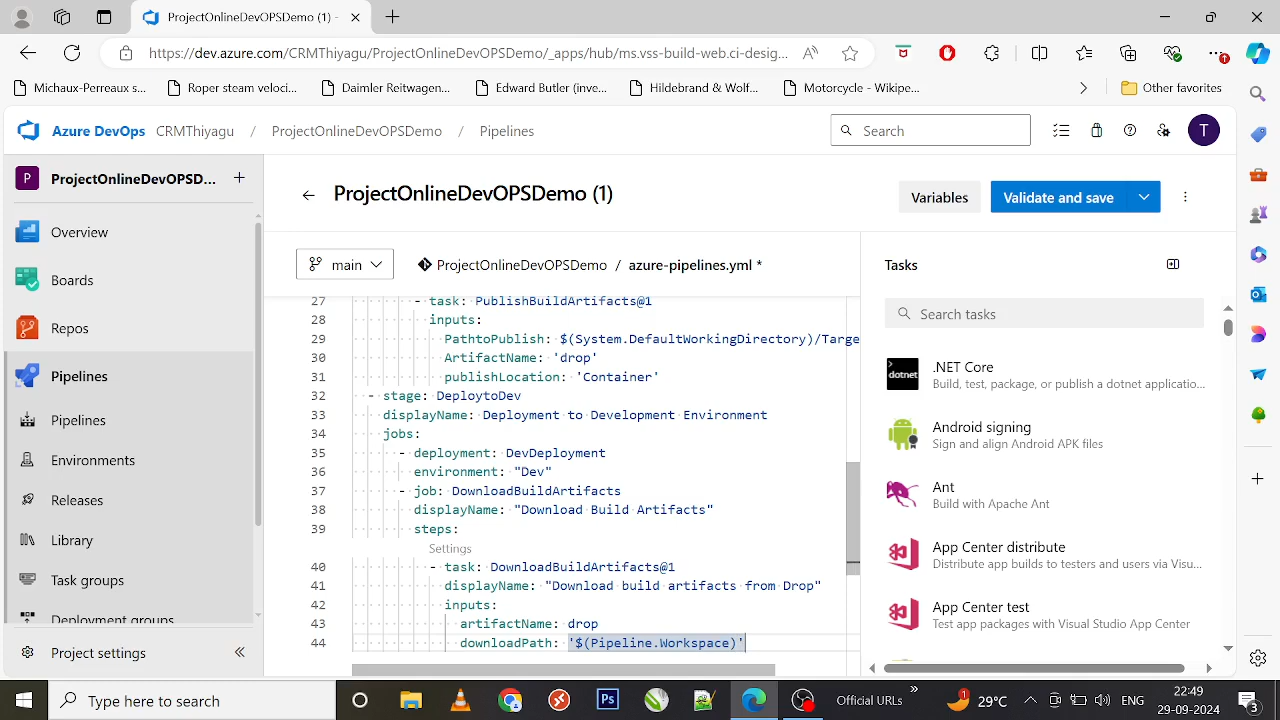 ProjectOnlineDevOPSDemo (1) -
https://dev.azure.com/CRMThiyagu/ProjectOnlineDevOPSDemo/_apps/hub/ms.vss-build-web.ci-desig...
Michaux-Perreaux s...
Roper steam veloci...
Daimler Reitwagen...
Edward Butler (inve...
Hildebrand & Wolf...
Motorcycle - Wikipe...
Other favorites
Azure DevOps CRMThiyagu / ProjectOnlineDevOPSDemo / Pipelines
Search
T
P ProjectOnlineDevOPSD... +
Overview
Boards
Repos
Pipelines
Pipelines
Environments
Releases
Library
Task groups
Deployment groups
Project settings
ProjectOnlineDevOPSDemo (1)
Variables
Validate and save
main
ProjectOnlineDevOPSDemo / azure-pipelines.yml *
27 - task: PublishBuildArtifacts@1
28 inputs:
29 PathtoPublish: $(System.DefaultWorkingDirectory)/Targe
30 ArtifactName: 'drop'
31 publishLocation: 'Container'
32 - stage: DeploytoDev
33 displayName: Deployment to Development Environment
34 jobs:
35 - deployment: DevDeployment
36 environment: "Dev"
37 - job: DownloadBuildArtifacts
38 displayName: "Download Build Artifacts"
39 steps:
Settings
40 - task: DownloadBuildArtifacts@1
41 displayName: "Download build artifacts from Drop"
42 inputs:
43 artifactName: drop
44 downloadPath: '$(Pipeline.Workspace)'
Tasks
Search tasks
dotnet
.NET Core
Build, test, package, or publish a dotnet applicatio...
Android signing
Sign and align Android APK files
Ant
Build with Apache Ant
App Center distribute
Distribute app builds to testers and users via Visu...
App Center test
Test app packages with Visual Studio App Center
Type here to search
Ps
Official URLs
1
29°C
ENG
22:49
29-09-2024
3